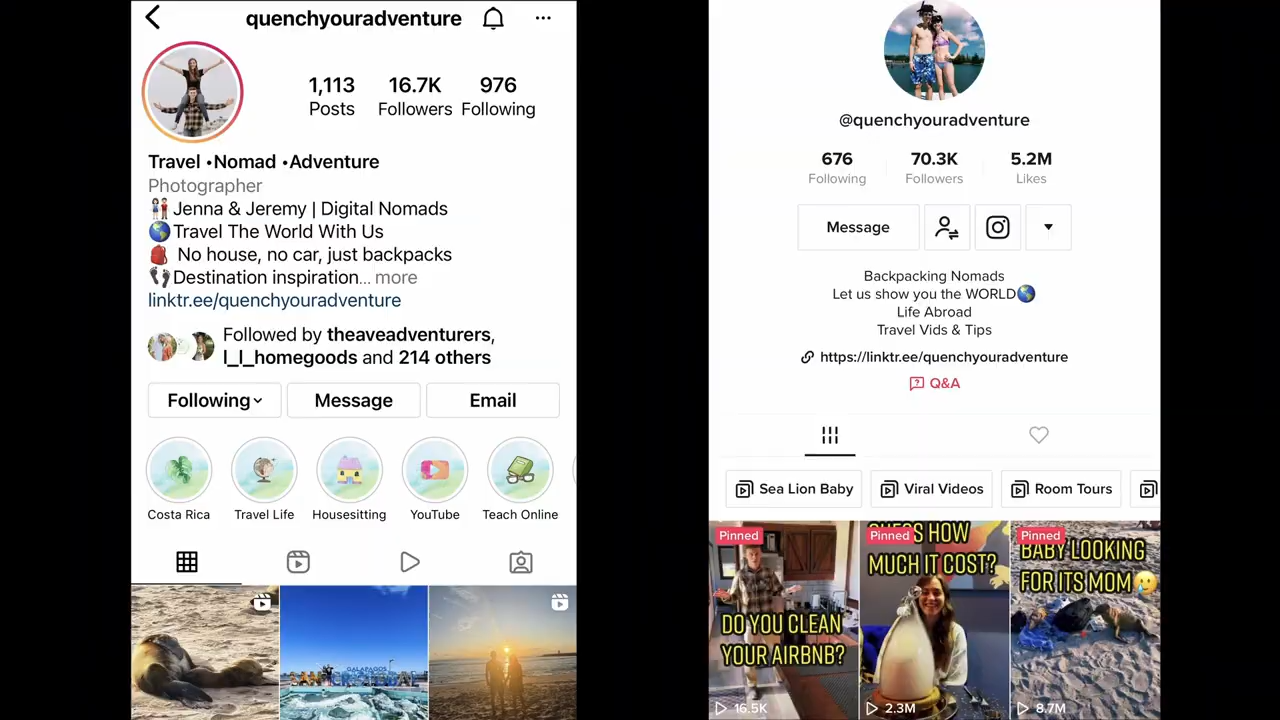 quenchyouradventure
1,113 16.7K 976
Posts Followers Following
Travel •Nomad •Adventure
Photographer
Jenna & Jeremy | Digital Nomads
Travel The World With Us
No house, no car, just backpacks
Destination inspiration... more
linktr.ee/quenchyouradventure
Followed by theaveadventurers,
l_l_homegoods and 214 others
Following Message Email
Costa Rica Travel Life Housesitting YouTube Teach Online
GALAPAGOS
@quenchyouradventure
676 70.3K 5.2M
Following Followers Likes
Message
Backpacking Nomads
Let us show you the WORLD
Life Abroad
Travel Vids & Tips
https://linktr.ee/quenchyouradventure
Q&A
Sea Lion Baby Viral Videos Room Tours
Pinned
DO YOU CLEAN
YOUR AIRBNB?
16.5K
Pinned
GUESS HOW
MUCH IT COST?
2.3M
Pinned
BABY LOOKING
FOR ITS MOM
8.7M